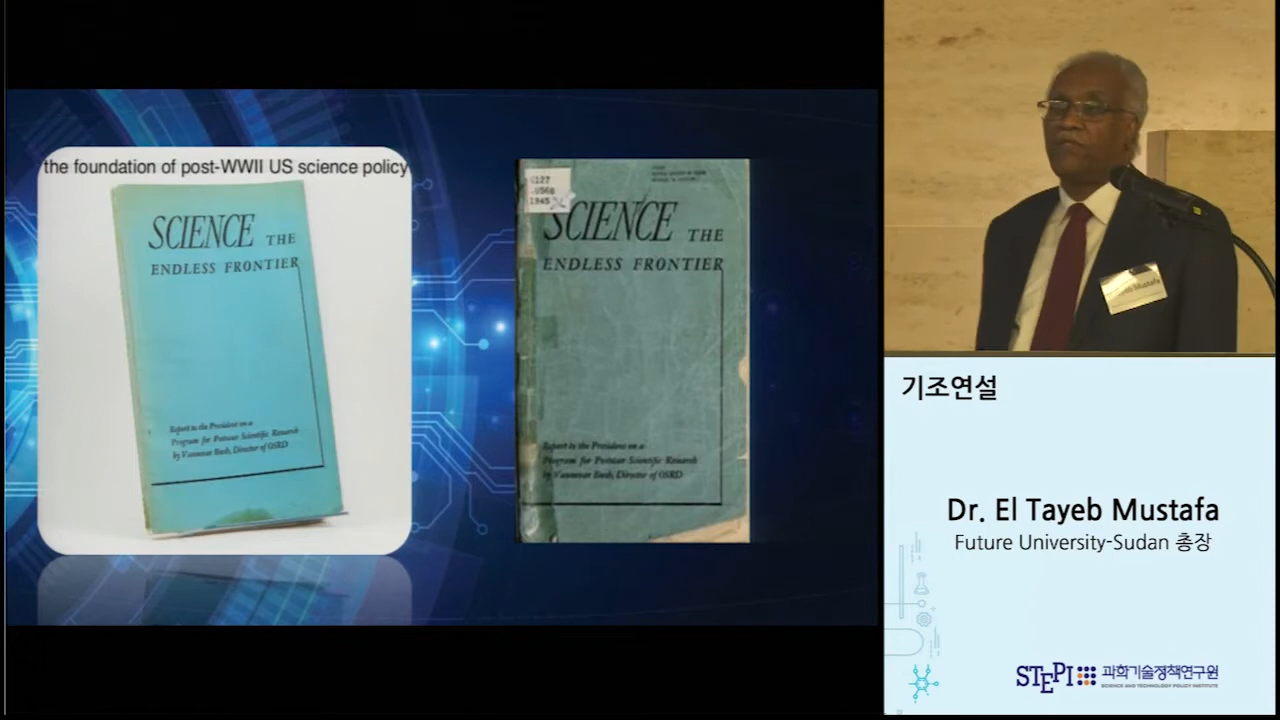 the foundation of post-WWII US science policy
SCIENCE THE
ENDLESS FRONTIER
Report to the President on a
Program for Postwar Scientific Research
by Vannevar Bush, Director of OSRD
1945
SCIENCE THE
ENDLESS FRONTIER
Report to the President on a
Program for Postwar Scientific Research
by Vannevar Bush, Director of OSRD
Mustafa
기조연설
Dr. El Tayeb Mustafa
Future University-Sudan 총장
STEPI 과학기술정책연구원
SCIENCE AND TECHNOLOGY POLICY INSTITUTE